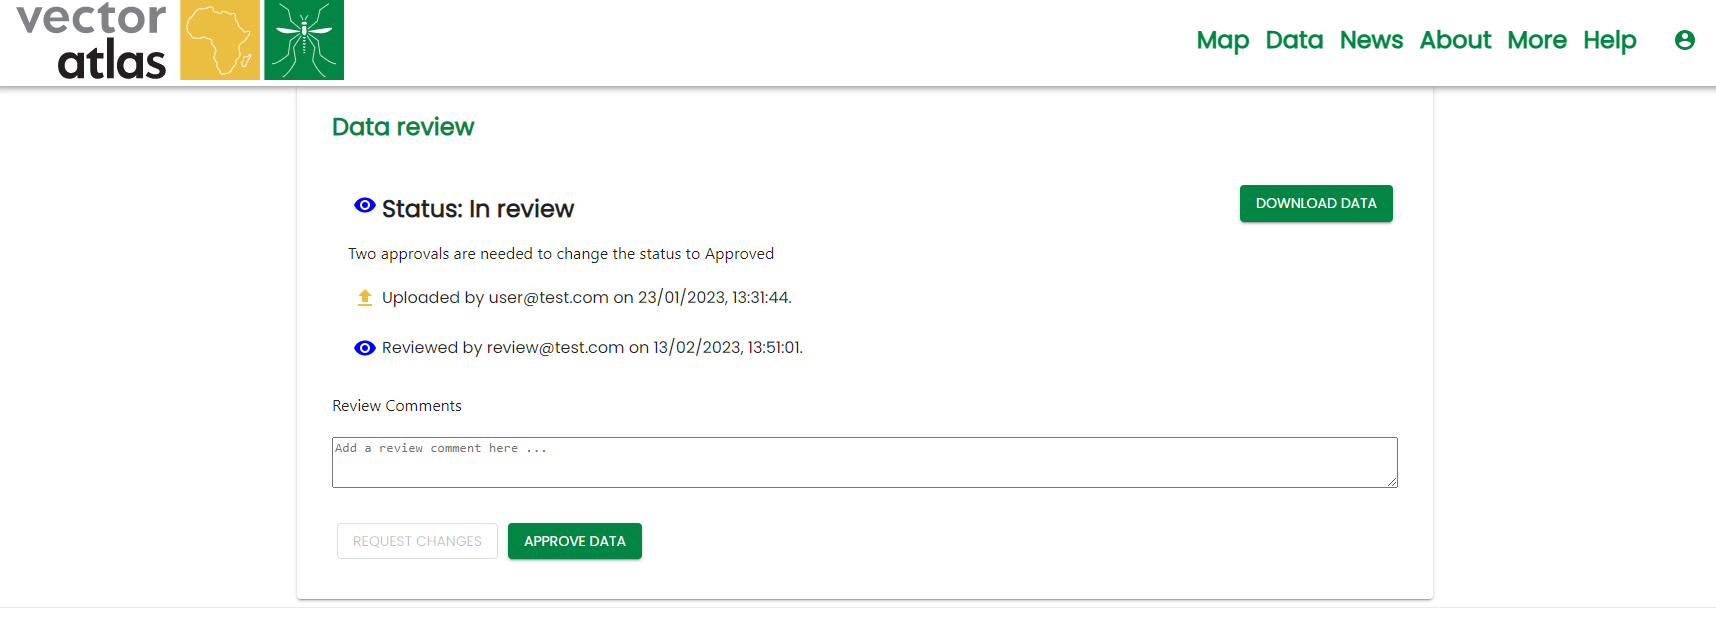 vector
atlas
Map Data News About More Help
Data review
Status: In review
DOWNLOAD DATA
Two approvals are needed to change the status to Approved
Uploaded by user@test.com on 23/01/2023, 13:31:44.
Reviewed by review@test.com on 13/02/2023, 13:51:01.
Review Comments
Add a review comment here ...
REQUEST CHANGES APPROVE DATA